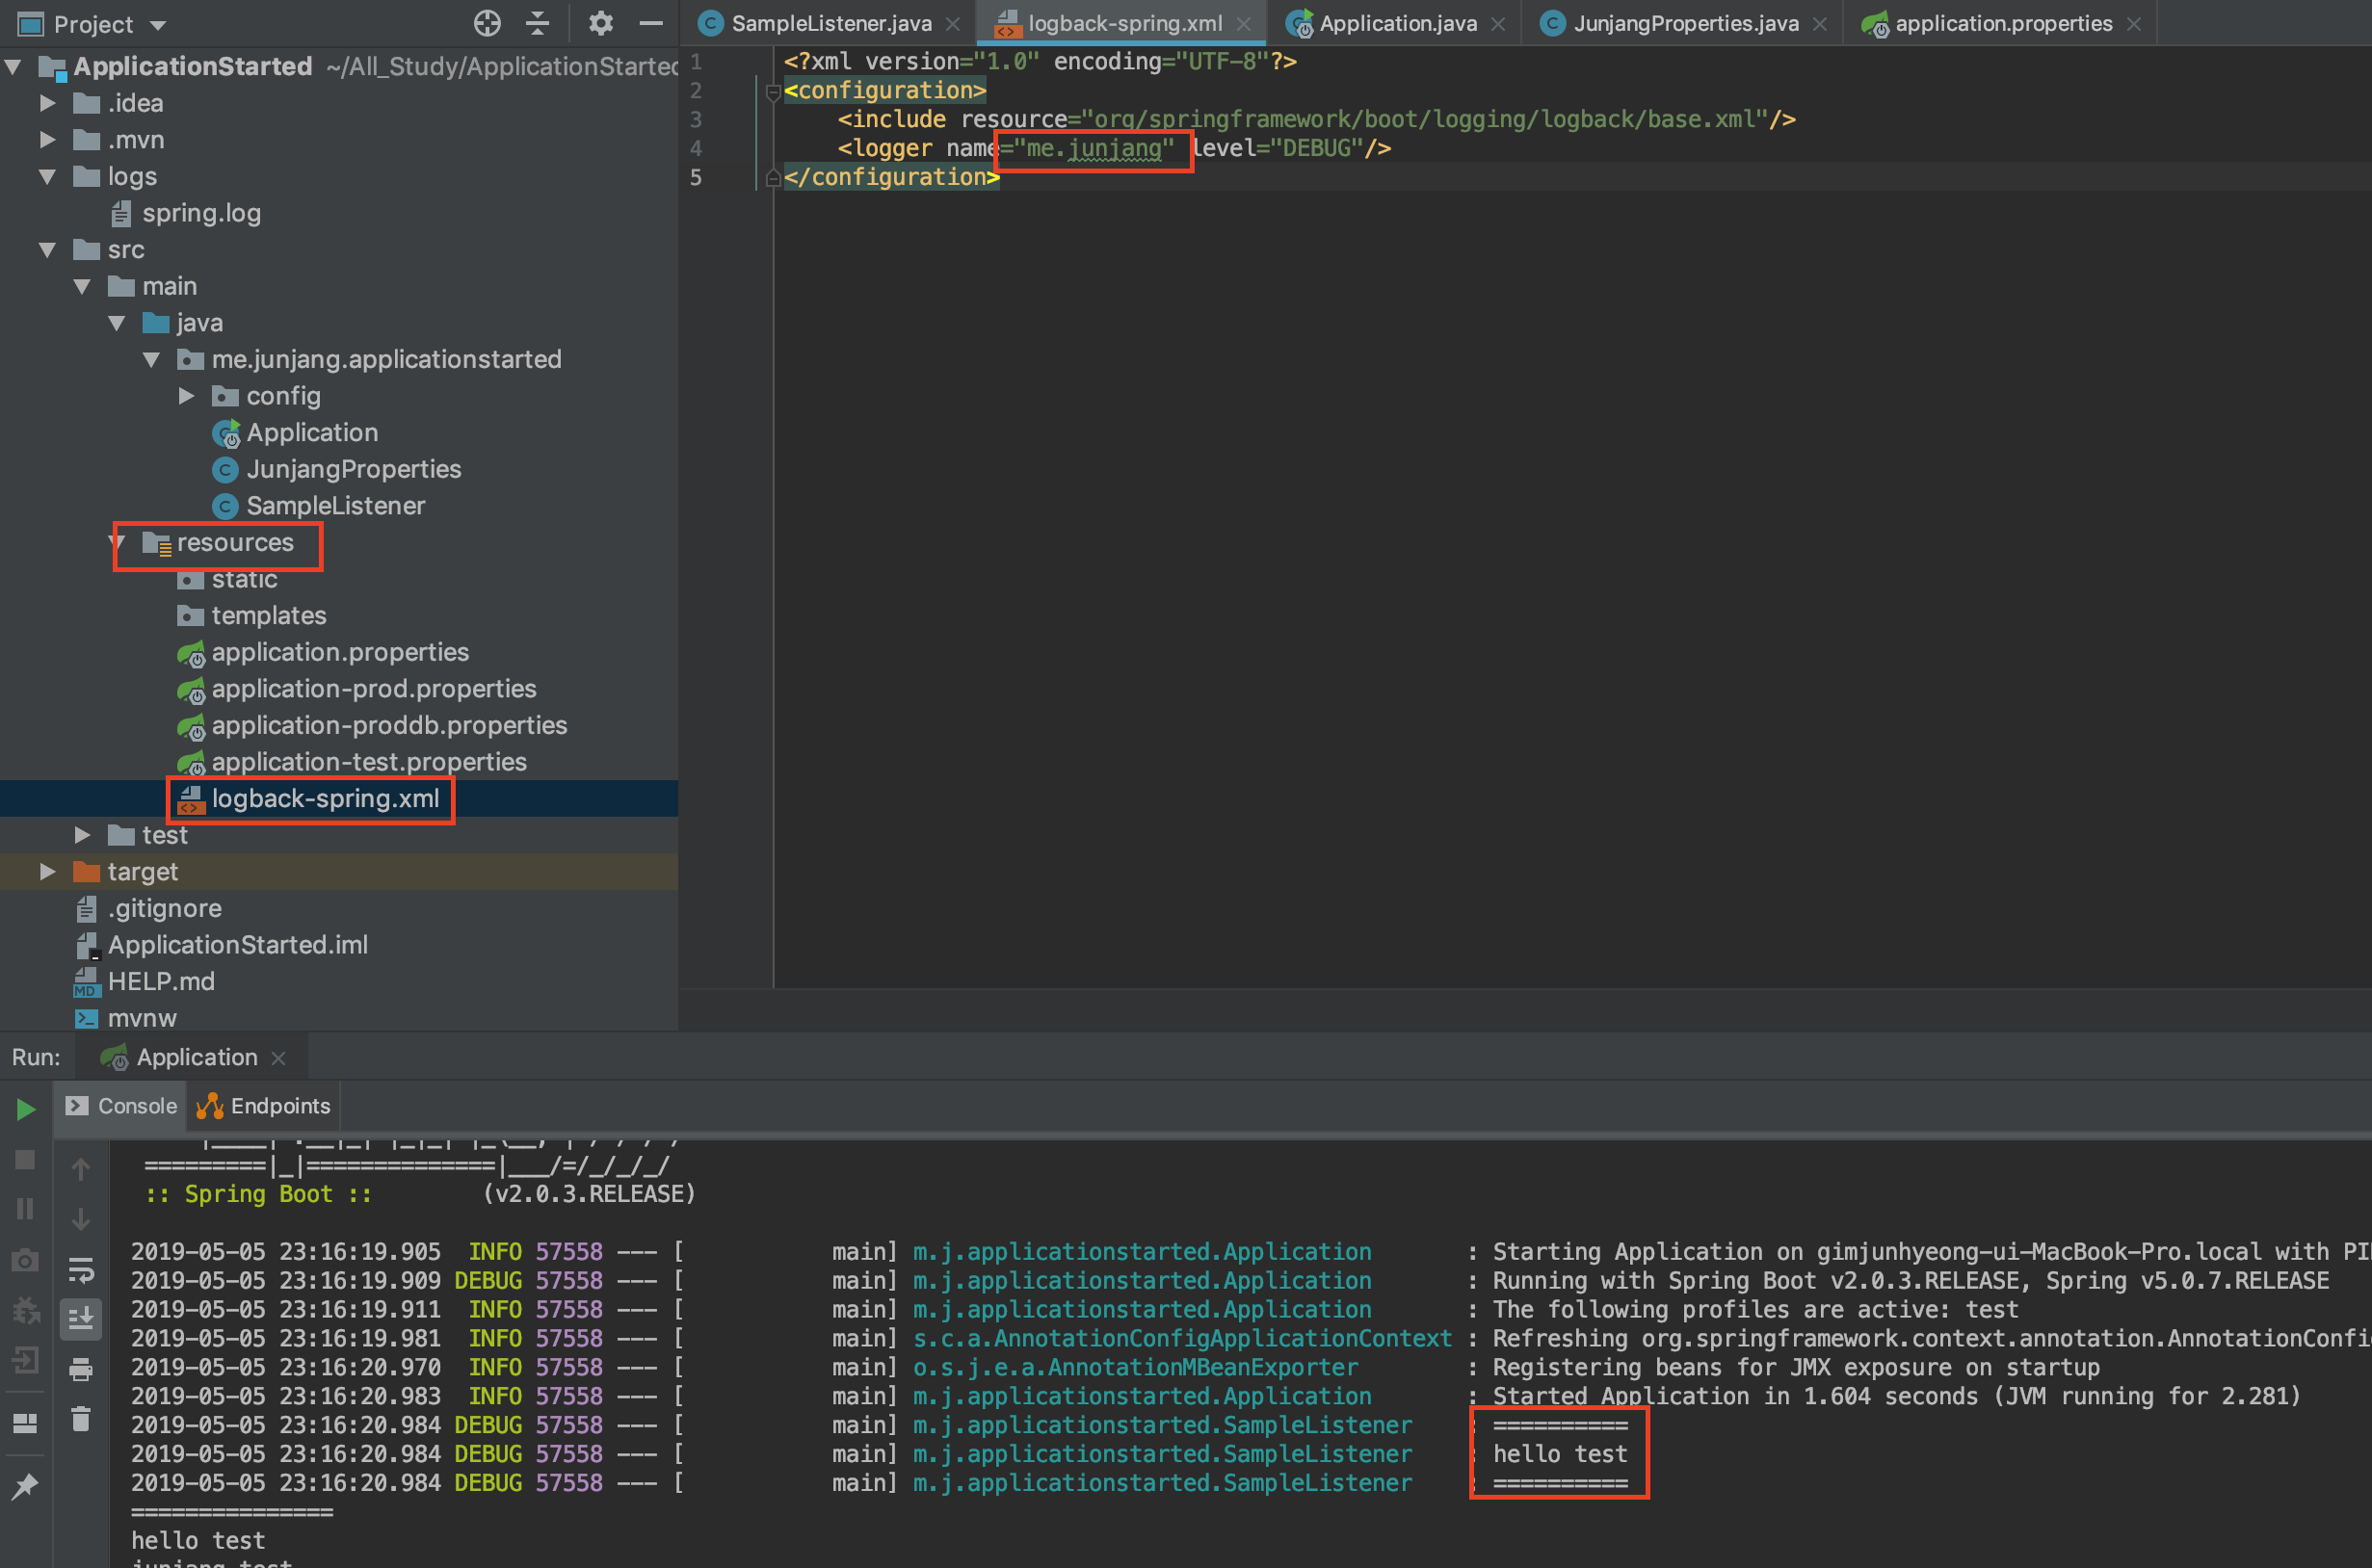 Project
ApplicationStarted ~/All_Study/ApplicationStarted
.idea
.mvn
logs
spring.log
src
main
java
me.junjang.applicationstarted
config
Application
JunjangProperties
SampleListener
resources
static
templates
application.properties
application-prod.properties
application-proddb.properties
application-test.properties
logback-spring.xml
test
target
.gitignore
ApplicationStarted.iml
HELP.md
mvnw
SampleListener.java
logback-spring.xml
Application.java
JunjangProperties.java
application.properties
1 <?xml version="1.0" encoding="UTF-8"?>
2 <configuration>
3 <include resource="org/springframework/boot/logging/logback/base.xml"/>
4 <logger name="me.junjang" level="DEBUG"/>
5 </configuration>
Run: Application
Console Endpoints
=========|_|==============|___/=/_/_/_/
:: Spring Boot :: (v2.0.3.RELEASE)
2019-05-05 23:16:19.905 INFO 57558 --- [ main] m.j.applicationstarted.Application : Starting Application on gimjunhyeong-ui-MacBook-Pro.local with PI
2019-05-05 23:16:19.909 DEBUG 57558 --- [ main] m.j.applicationstarted.Application : Running with Spring Boot v2.0.3.RELEASE, Spring v5.0.7.RELEASE
2019-05-05 23:16:19.911 INFO 57558 --- [ main] m.j.applicationstarted.Application : The following profiles are active: test
2019-05-05 23:16:19.981 INFO 57558 --- [ main] s.c.a.AnnotationConfigApplicationContext : Refreshing org.springframework.context.annotation.AnnotationConfi
2019-05-05 23:16:20.970 INFO 57558 --- [ main] o.s.j.e.a.AnnotationMBeanExporter : Registering beans for JMX exposure on startup
2019-05-05 23:16:20.983 INFO 57558 --- [ main] m.j.applicationstarted.Application : Started Application in 1.604 seconds (JVM running for 2.281)
2019-05-05 23:16:20.984 DEBUG 57558 --- [ main] m.j.applicationstarted.SampleListener : ==========
2019-05-05 23:16:20.984 DEBUG 57558 --- [ main] m.j.applicationstarted.SampleListener : hello test
2019-05-05 23:16:20.984 DEBUG 57558 --- [ main] m.j.applicationstarted.SampleListener : ==========
===============
hello test
junjang test